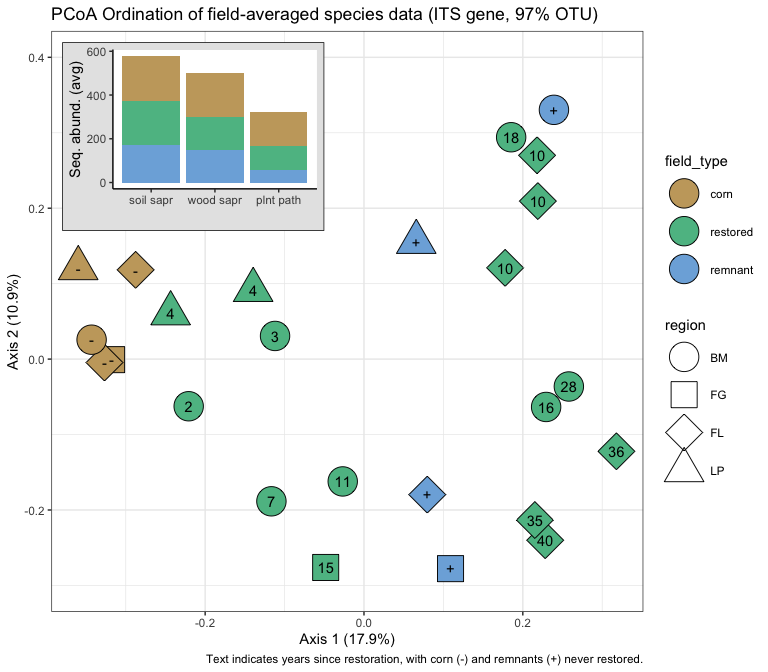 PCoA Ordination of field-averaged species data (ITS gene, 97% OTU)
Axis 2 (10.9%)
0.4
0.2
0.0
-0.2
Seq. abund. (avg)
600
400
200
0
soil sapr wood sapr plnt path
+
18
10
10
+
10
-
-
4
4
3
-
- -
2
28
16
36
11
7
+
35
40
15
+
-0.2 0.0 0.2
Axis 1 (17.9%)
Text indicates years since restoration, with corn (-) and remnants (+) never restored.
field_type
corn
restored
remnant
region
BM
FG
FL
LP